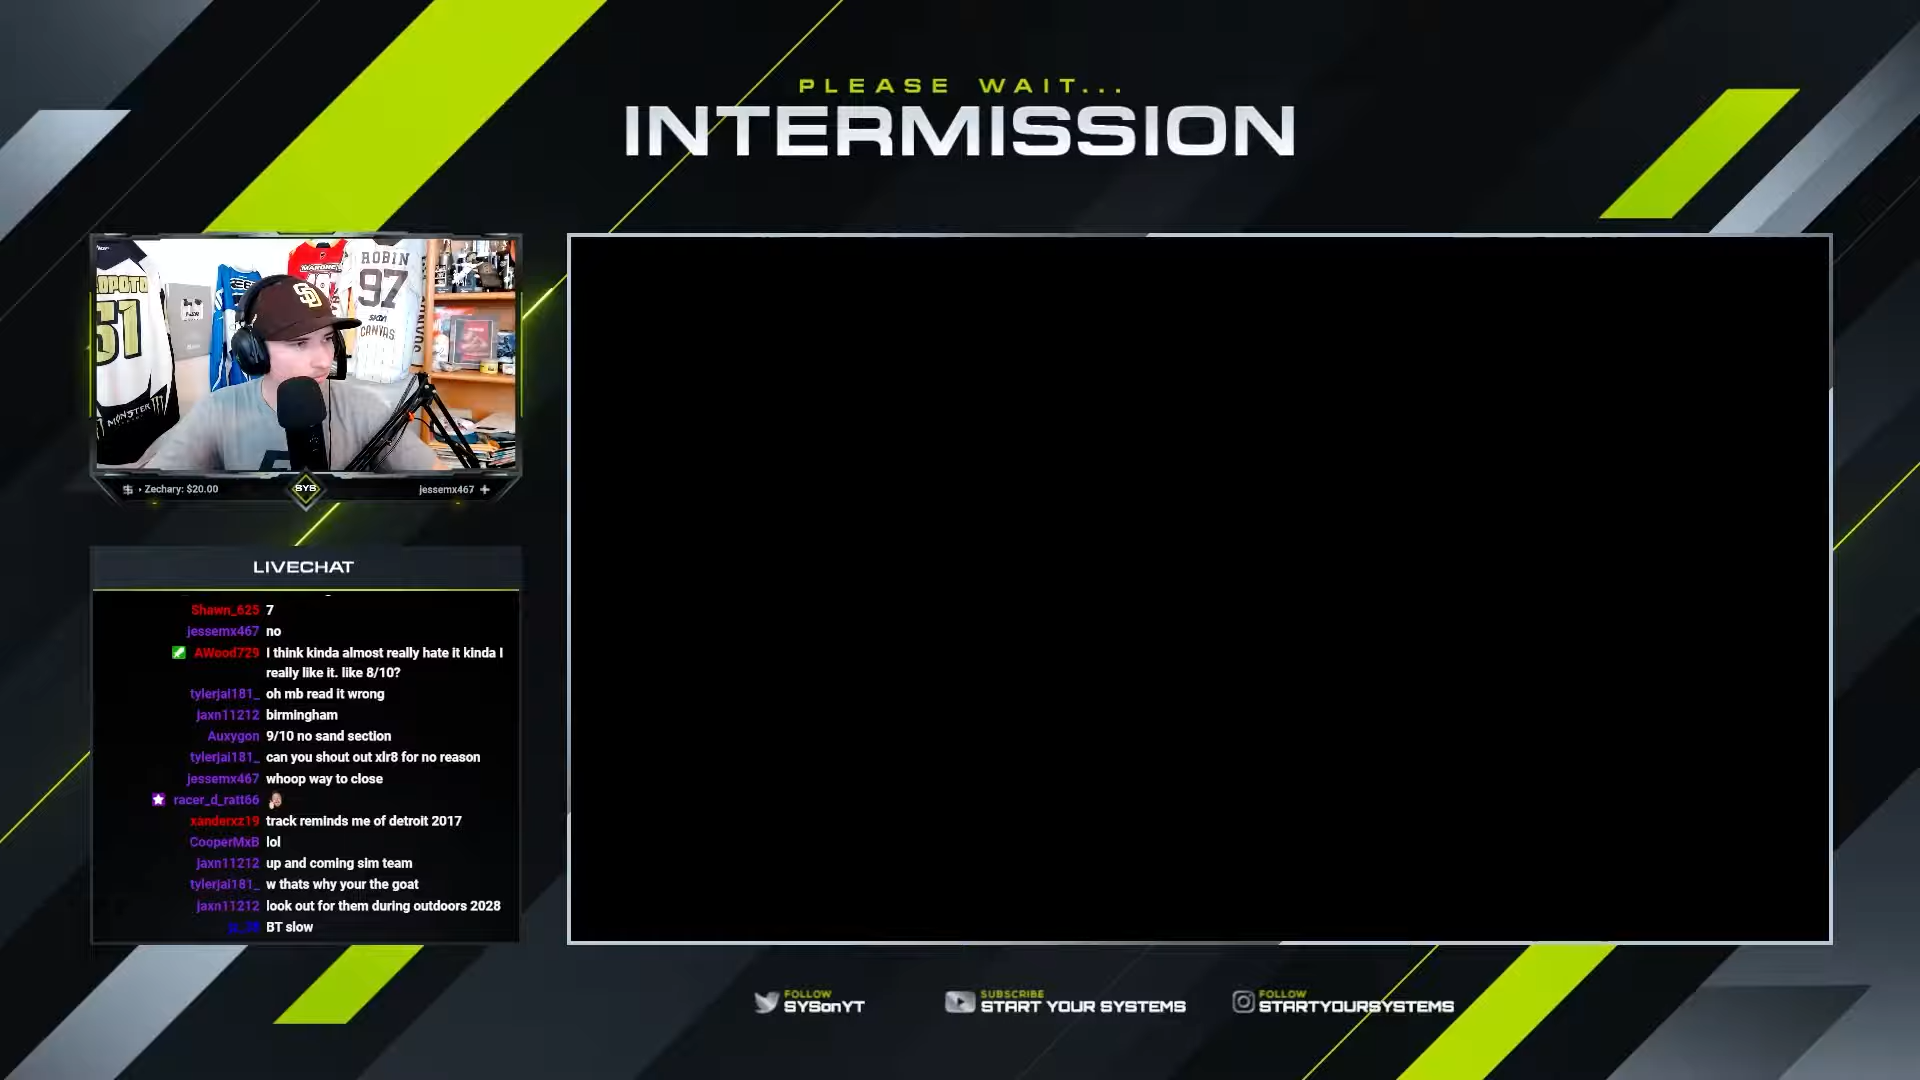 PLEASE WAIT...
INTERMISSION
ROBIN
97
CANVAS
51
MONSTER
Zechary: $20.00
SYS
jessemx467
LIVECHAT
Shawn_625 7
jessemx467 no
AWood729 I think kinda almost really hate it kinda I
really like it. like 8/10?
tylerjai181_ oh mb read it wrong
jaxn11212 birmingham
Auxygon 9/10 no sand section
tylerjai181_ can you shout out xlr8 for no reason
jessemx467 whoop way to close
racer_d_ratt66
xanderxz19 track reminds me of detroit 2017
CooperMxB lol
jaxn11212 up and coming sim team
tylerjai181_ w thats why your the goat
jaxn11212 look out for them during outdoors 2028
BT slow
FOLLOW
SYSonYT
SUBSCRIBE
START YOUR SYSTEMS
FOLLOW
STARTYOURSYSTEMS